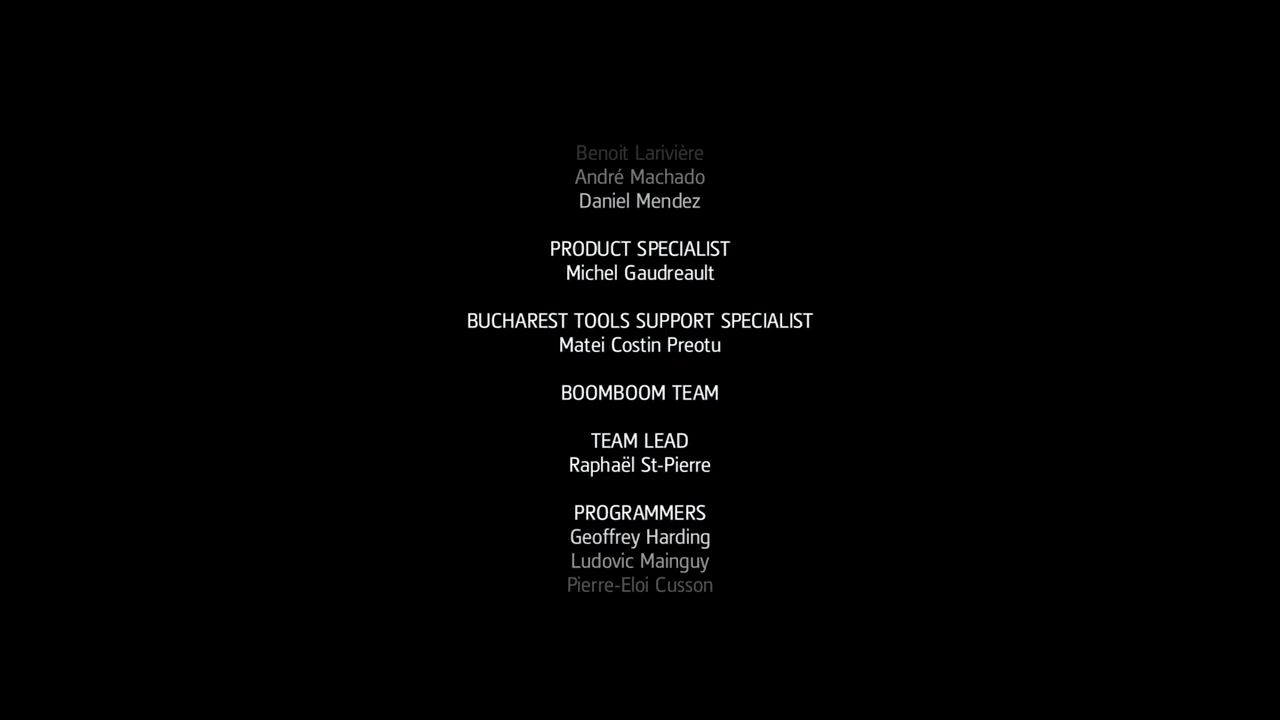 Benoit Larivière
André Machado
Daniel Mendez
PRODUCT SPECIALIST
Michel Gaudreault
BUCHAREST TOOLS SUPPORT SPECIALIST
Matei Costin Preotu
BOOMBOOM TEAM
TEAM LEAD
Raphaël St-Pierre
PROGRAMMERS
Geoffrey Harding
Ludovic Mainguy
Pierre-Eloi Cusson